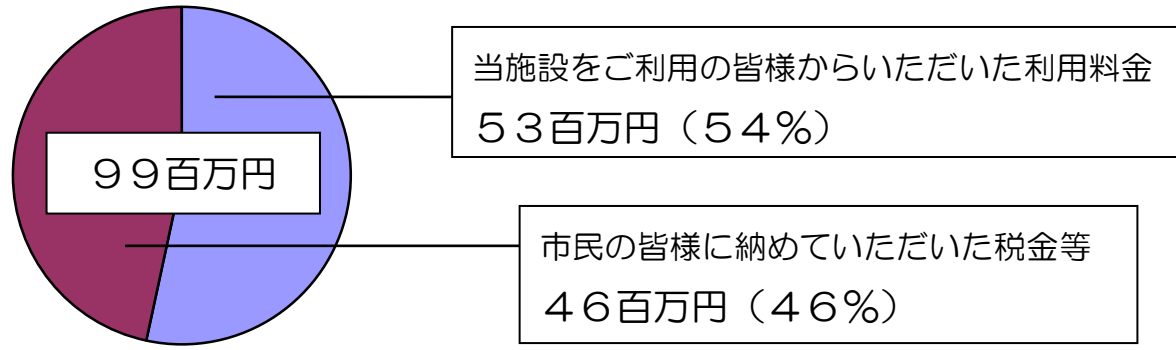 当施設をご利用の皆様からいただいた利用料金
５３百万円（５４％）
９９百万円
市民の皆様に納めていただいた税金等
４６百万円（４６％）